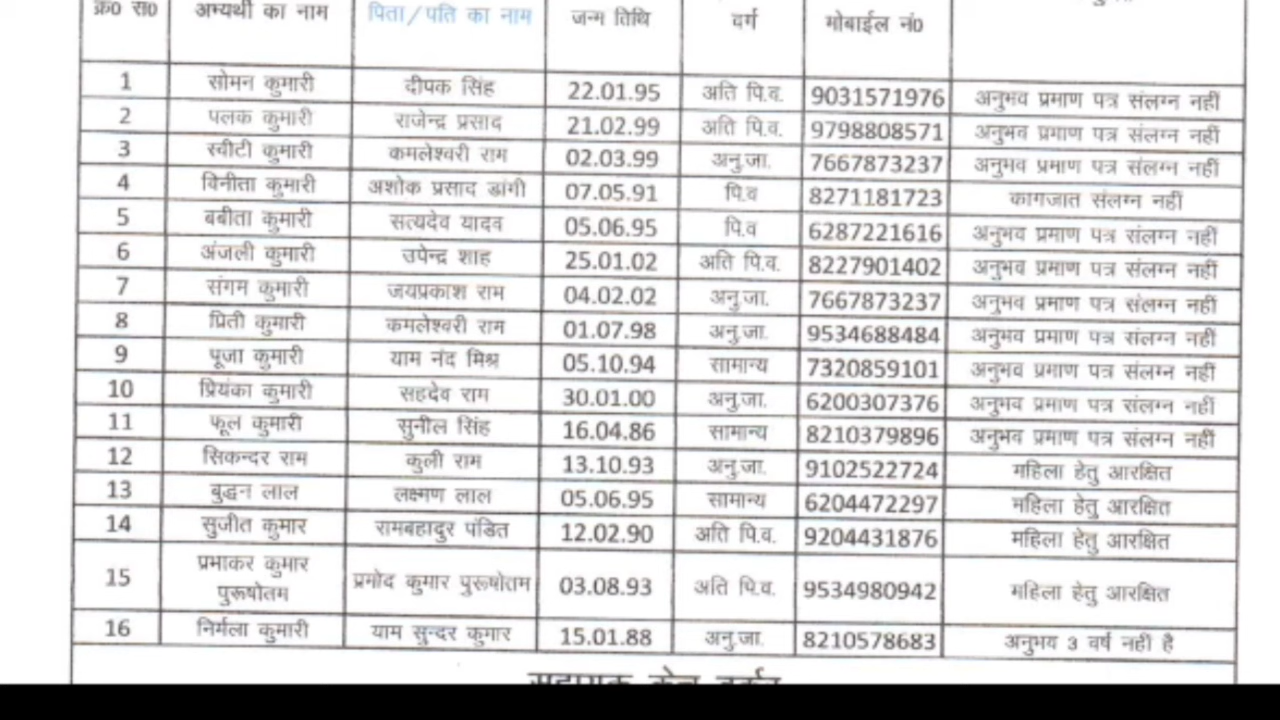 क्र0 स0 अभ्यर्थी का नाम पिता/पति का नाम जन्म तिथि वर्ग मोबाईल नं0
1 सोमन कुमारी दीपक सिंह 22.01.95 अति पि.व. 9031571976 अनुभव प्रमाण पत्र संलग्न नहीं
2 पलक कुमारी राजेन्द्र प्रसाद 21.02.99 अति पि.व. 9798808571 अनुभव प्रमाण पत्र संलग्न नहीं
3 स्वीटी कुमारी कमलेश्वरी राम 02.03.99 अनु.जा. 7667873237 अनुभव प्रमाण पत्र संलग्न नहीं
4 विनीता कुमारी अशोक प्रसाद डांगी 07.05.91 पि.व 8271181723 कागजात संलग्न नहीं
5 बबीता कुमारी सत्यदेव यादव 05.06.95 पि.व 6287221616 अनुभव प्रमाण पत्र संलग्न नहीं
6 अंजली कुमारी उपेन्द्र शाह 25.01.02 अति पि.व. 8227901402 अनुभव प्रमाण पत्र संलग्न नहीं
7 संगम कुमारी जयप्रकाश राम 04.02.02 अनु.जा. 7667873237 अनुभव प्रमाण पत्र संलग्न नहीं
8 प्रिती कुमारी कमलेश्वरी राम 01.07.98 अनु.जा. 9534688484 अनुभव प्रमाण पत्र संलग्न नहीं
9 पूजा कुमारी याम नंद मिश्र 05.10.94 सामान्य 7320859101 अनुभव प्रमाण पत्र संलग्न नहीं
10 प्रियंका कुमारी सहदेव राम 30.01.00 अनु.जा. 6200307376 अनुभव प्रमाण पत्र संलग्न नहीं
11 फूल कुमारी सुनील सिंह 16.04.86 सामान्य 8210379896 अनुभव प्रमाण पत्र संलग्न नहीं
12 सिकन्दर राम कुली राम 13.10.93 अनु.जा. 9102522724 महिला हेतु आरक्षित
13 बुद्धन लाल लक्ष्मण लाल 05.06.95 सामान्य 6204472297 महिला हेतु आरक्षित
14 सुजीत कुमार रामबहादुर पंडित 12.02.90 अति पि.व. 9204431876 महिला हेतु आरक्षित
15 प्रभाकर कुमार पुरूषोतम प्रमोद कुमार पुरूषोतम 03.08.93 अति पि.व. 9534980942 महिला हेतु आरक्षित
16 निर्मला कुमारी याम सुन्दर कुमार 15.01.88 अनु.जा. 8210578683 अनुभय 3 वर्ष नहीं है